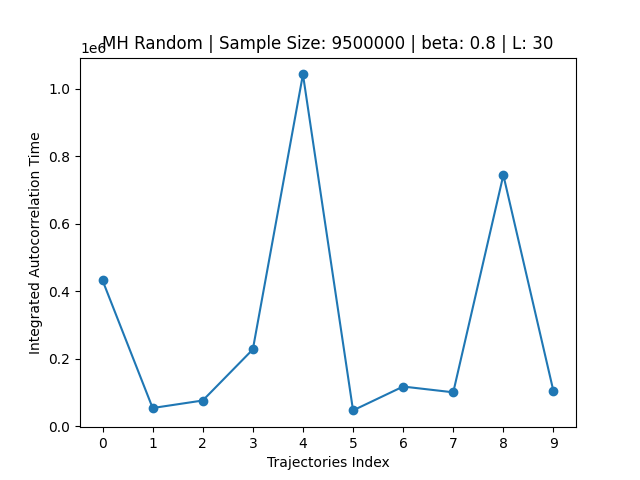 MH Random | Sample Size: 9500000 | beta: 0.8 | L: 30
1e6
1.0
0.8
0.6
0.4
0.2
0.0
Integrated Autocorrelation Time
0 1 2 3 4 5 6 7 8 9
Trajectories Index